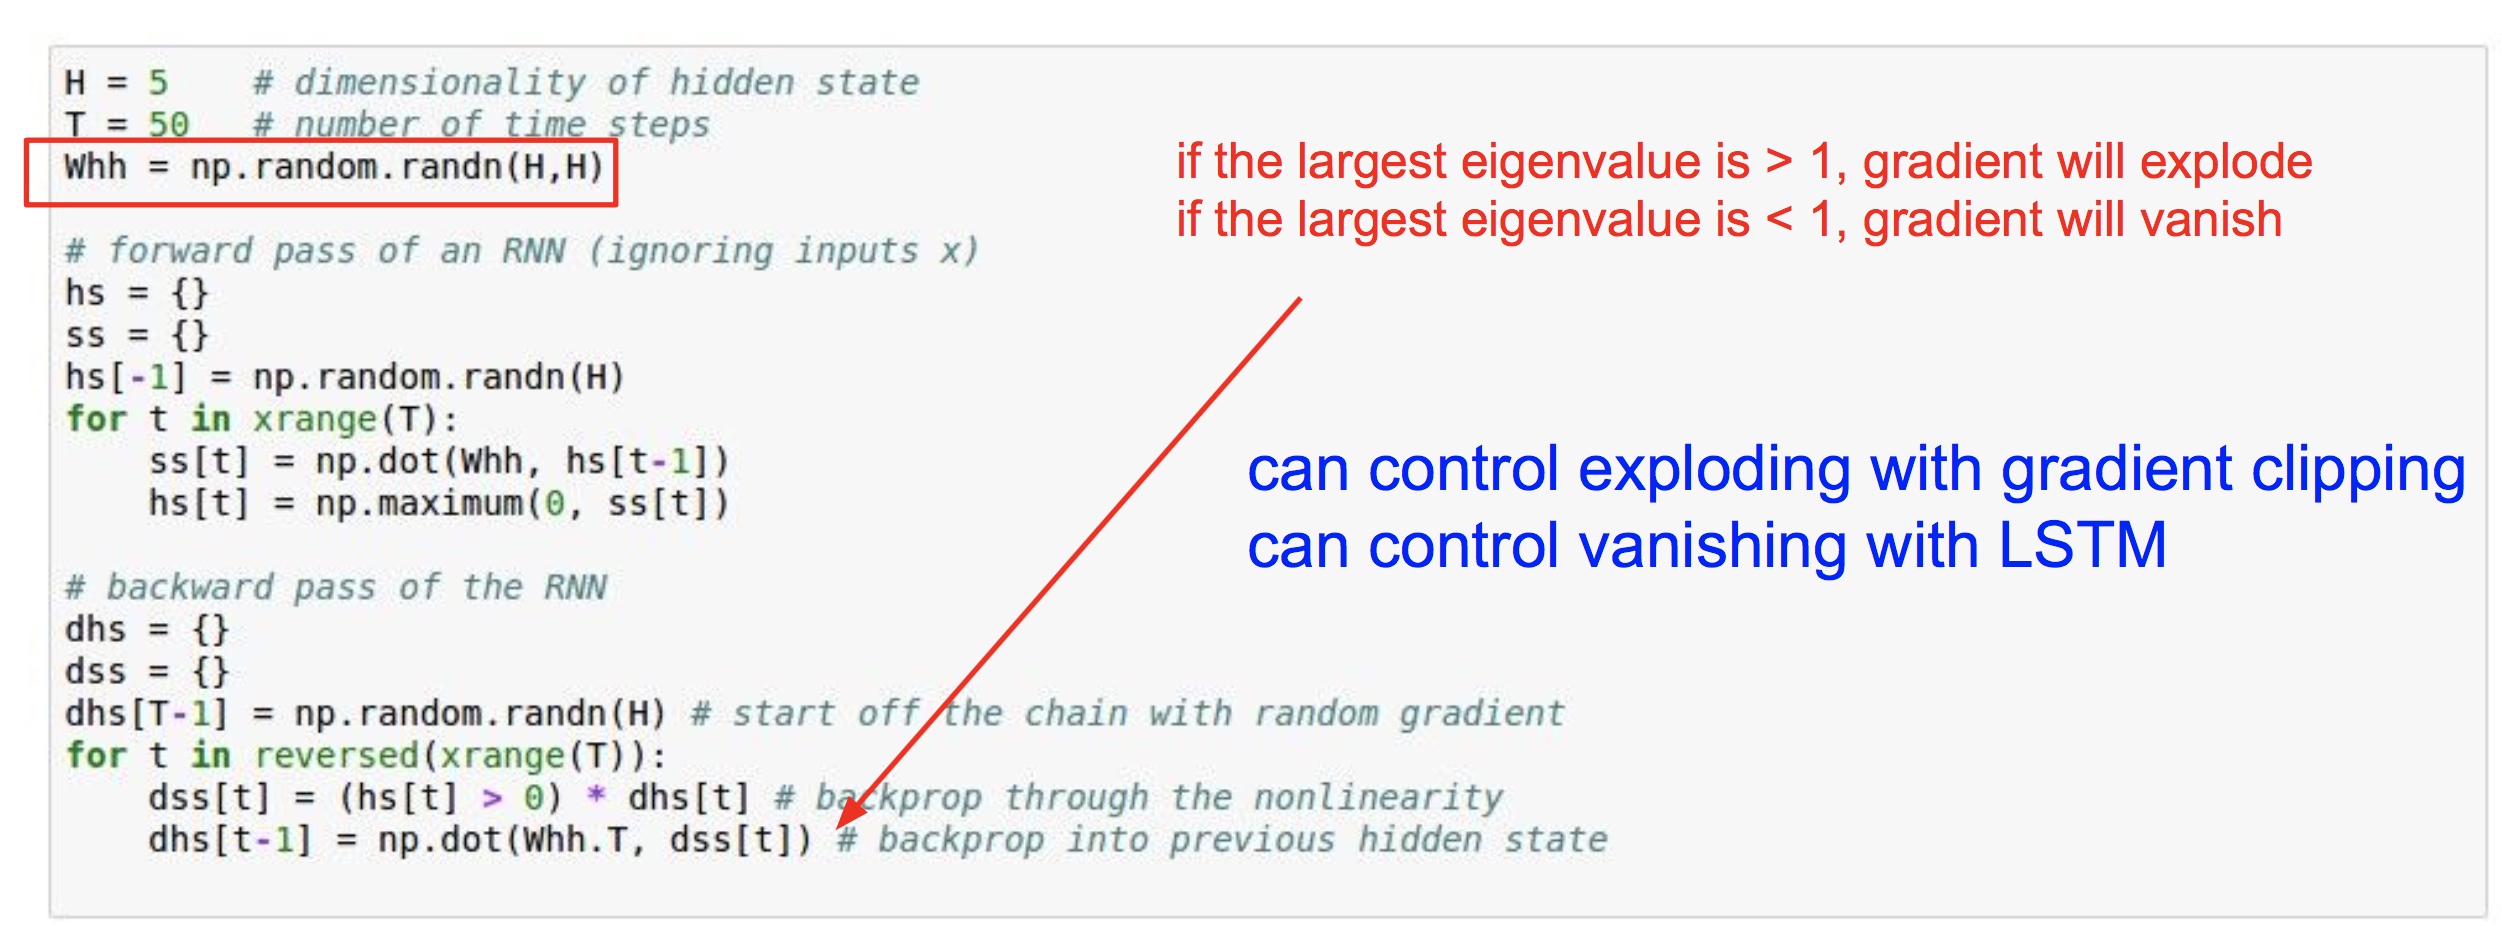 H = 5    # dimensionality of hidden state
T = 50   # number of time steps
Whh = np.random.randn(H,H)
if the largest eigenvalue is > 1, gradient will explode
if the largest eigenvalue is < 1, gradient will vanish
# forward pass of an RNN (ignoring inputs x)
hs = {}
ss = {}
hs[-1] = np.random.randn(H)
for t in xrange(T):
    ss[t] = np.dot(Whh, hs[t-1])
    hs[t] = np.maximum(0, ss[t])
can control exploding with gradient clipping
can control vanishing with LSTM
# backward pass of the RNN
dhs = {}
dss = {}
dhs[T-1] = np.random.randn(H) # start off the chain with random gradient
for t in reversed(xrange(T)):
    dss[t] = (hs[t] > 0) * dhs[t] # backprop through the nonlinearity
    dhs[t-1] = np.dot(Whh.T, dss[t]) # backprop into previous hidden state